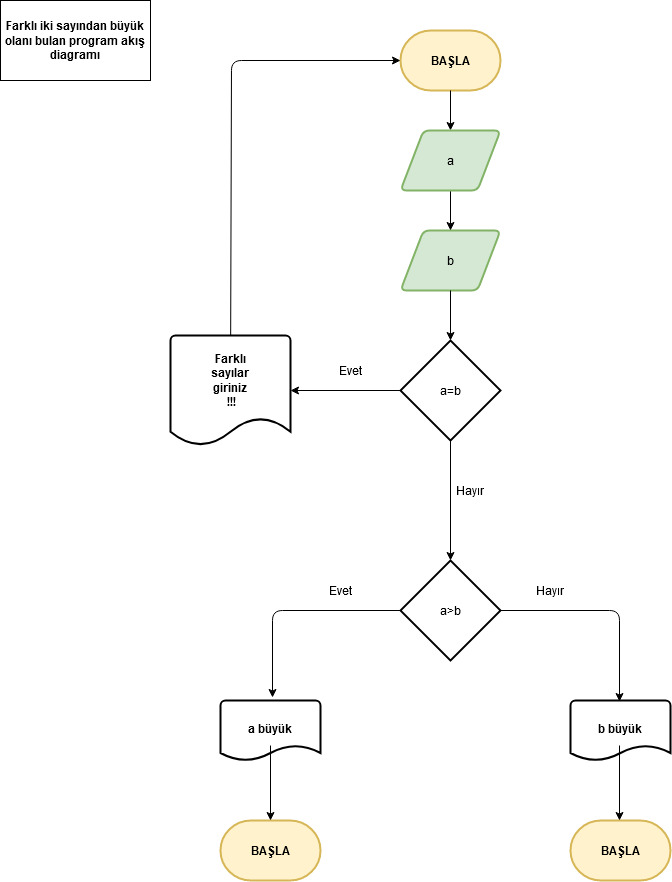 Farklı iki sayından büyük
olanı bulan program akış
diagramı
BAŞLA
a
b
Farklı
sayılar
giriniz
!!!
Evet
a=b
Hayır
Evet
a>b
Hayır
a büyük
b büyük
BAŞLA
BAŞLA